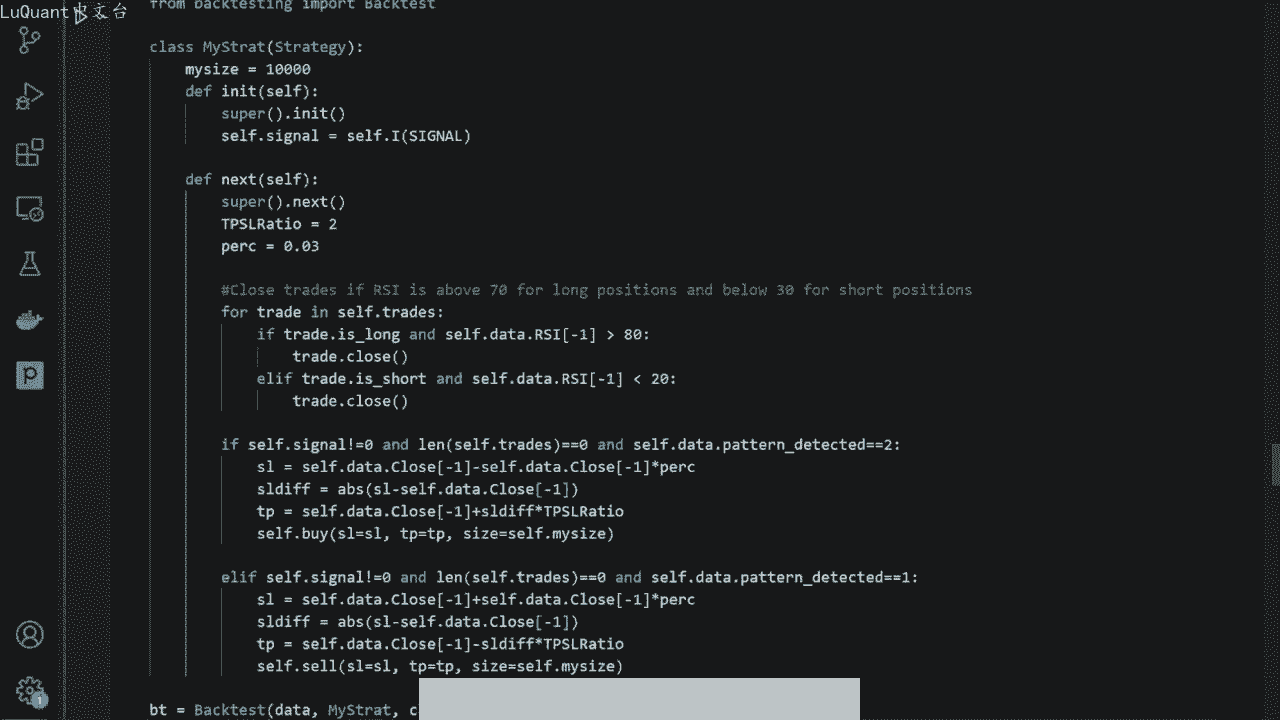 LuQuant中文台
from backtesting import Backtest
class MyStrat(Strategy):
mysize = 10000
def init(self):
super().init()
self.signal = self.I(SIGNAL)
def next(self):
super().next()
TPSLRatio = 2
perc = 0.03
#Close trades if RSI is above 70 for long positions and below 30 for short positions
for trade in self.trades:
if trade.is_long and self.data.RSI[-1] > 80:
trade.close()
elif trade.is_short and self.data.RSI[-1] < 20:
trade.close()
if self.signal!=0 and len(self.trades)==0 and self.data.pattern_detected==2:
sl = self.data.Close[-1]-self.data.Close[-1]*perc
sldiff = abs(sl-self.data.Close[-1])
tp = self.data.Close[-1]+sldiff*TPSLRatio
self.buy(sl=sl, tp=tp, size=self.mysize)
elif self.signal!=0 and len(self.trades)==0 and self.data.pattern_detected==1:
sl = self.data.Close[-1]+self.data.Close[-1]*perc
sldiff = abs(sl-self.data.Close[-1])
tp = self.data.Close[-1]-sldiff*TPSLRatio
self.sell(sl=sl, tp=tp, size=self.mysize)
bt = Backtest(data, MyStrat, c
P
1